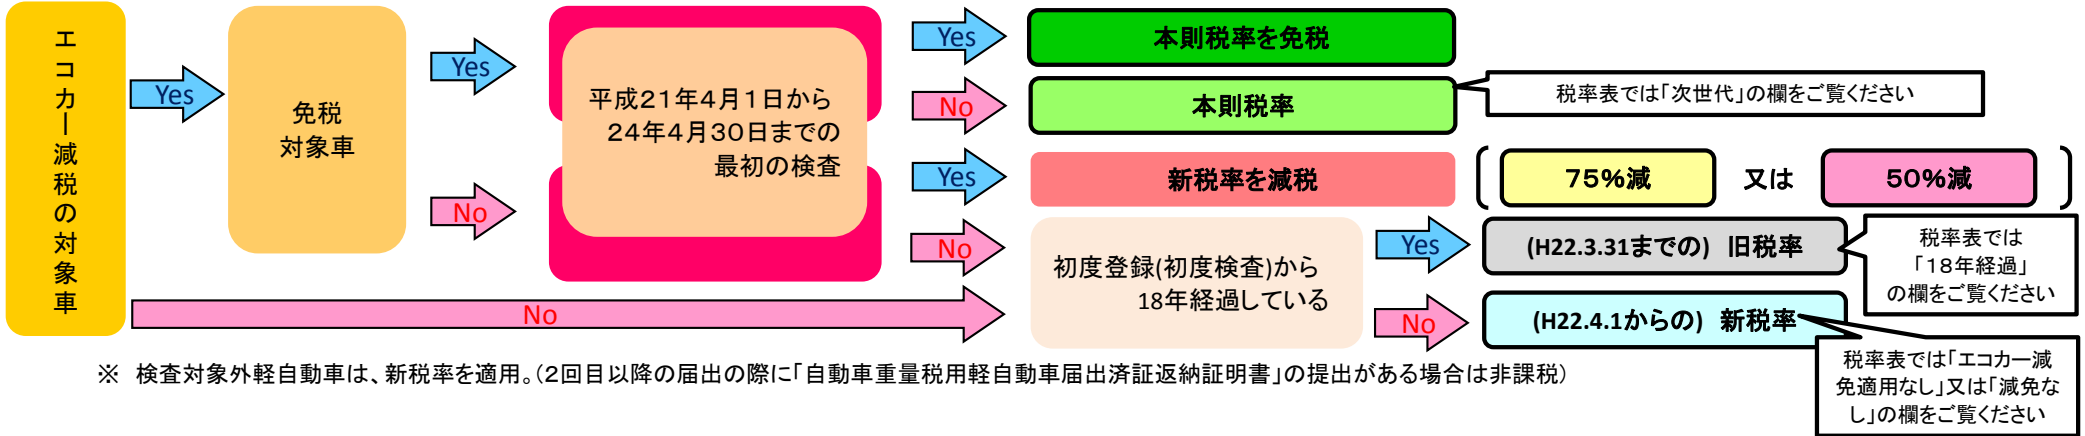 エコカー減税の対象車
Yes
免税
対象車
Yes
No
平成21年4月1日から
24年4月30日までの
最初の検査
Yes
本則税率を免税
No
本則税率
税率表では「次世代」の欄をご覧ください
Yes
新税率を減税
75%減
又は
50%減
No
初度登録(初度検査)から
18年経過している
Yes
(H22.3.31までの) 旧税率
税率表では
「18年経過」
の欄をご覧ください
No
No
(H22.4.1からの) 新税率
税率表では「エコカー減
免適用なし」又は「減免な
し」の欄をご覧ください
※ 検査対象外軽自動車は、新税率を適用。(2回目以降の届出の際に「自動車重量税用軽自動車届出済証返納証明書」の提出がある場合は非課税)